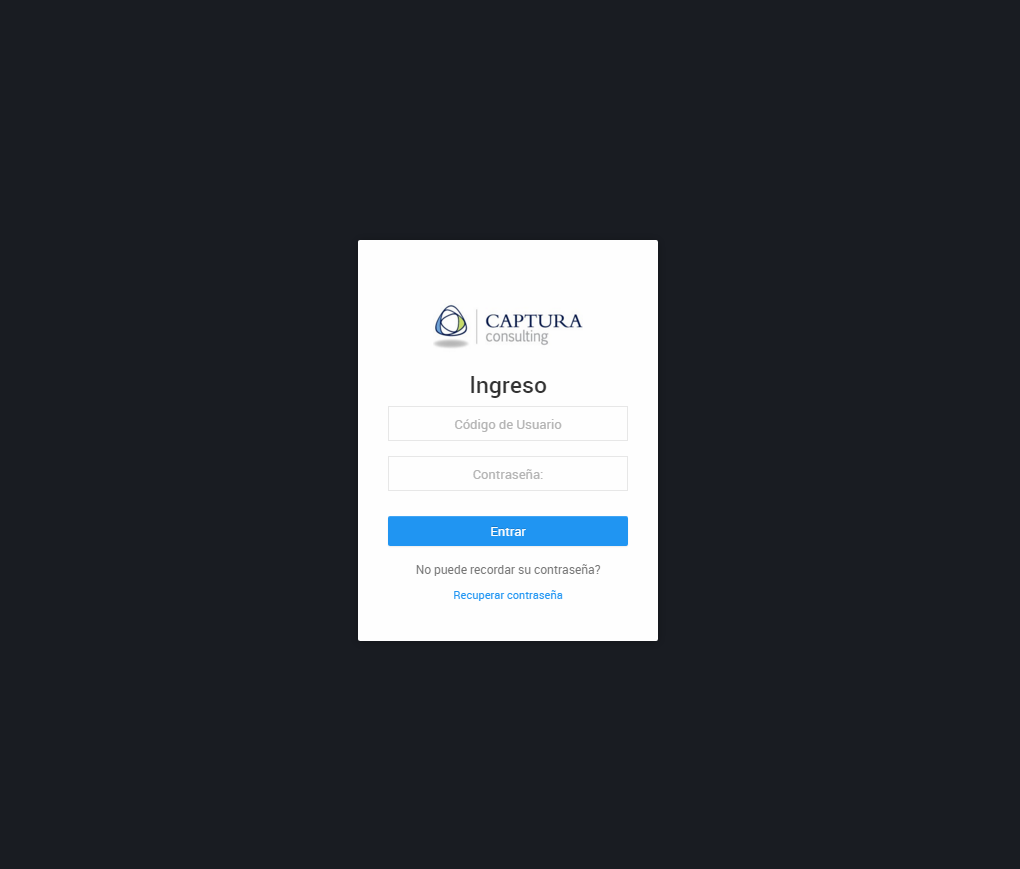 CAPTURA
consulting
Ingreso
Código de Usuario
Contraseña:
Entrar
No puede recordar su contraseña?
Recuperar contraseña